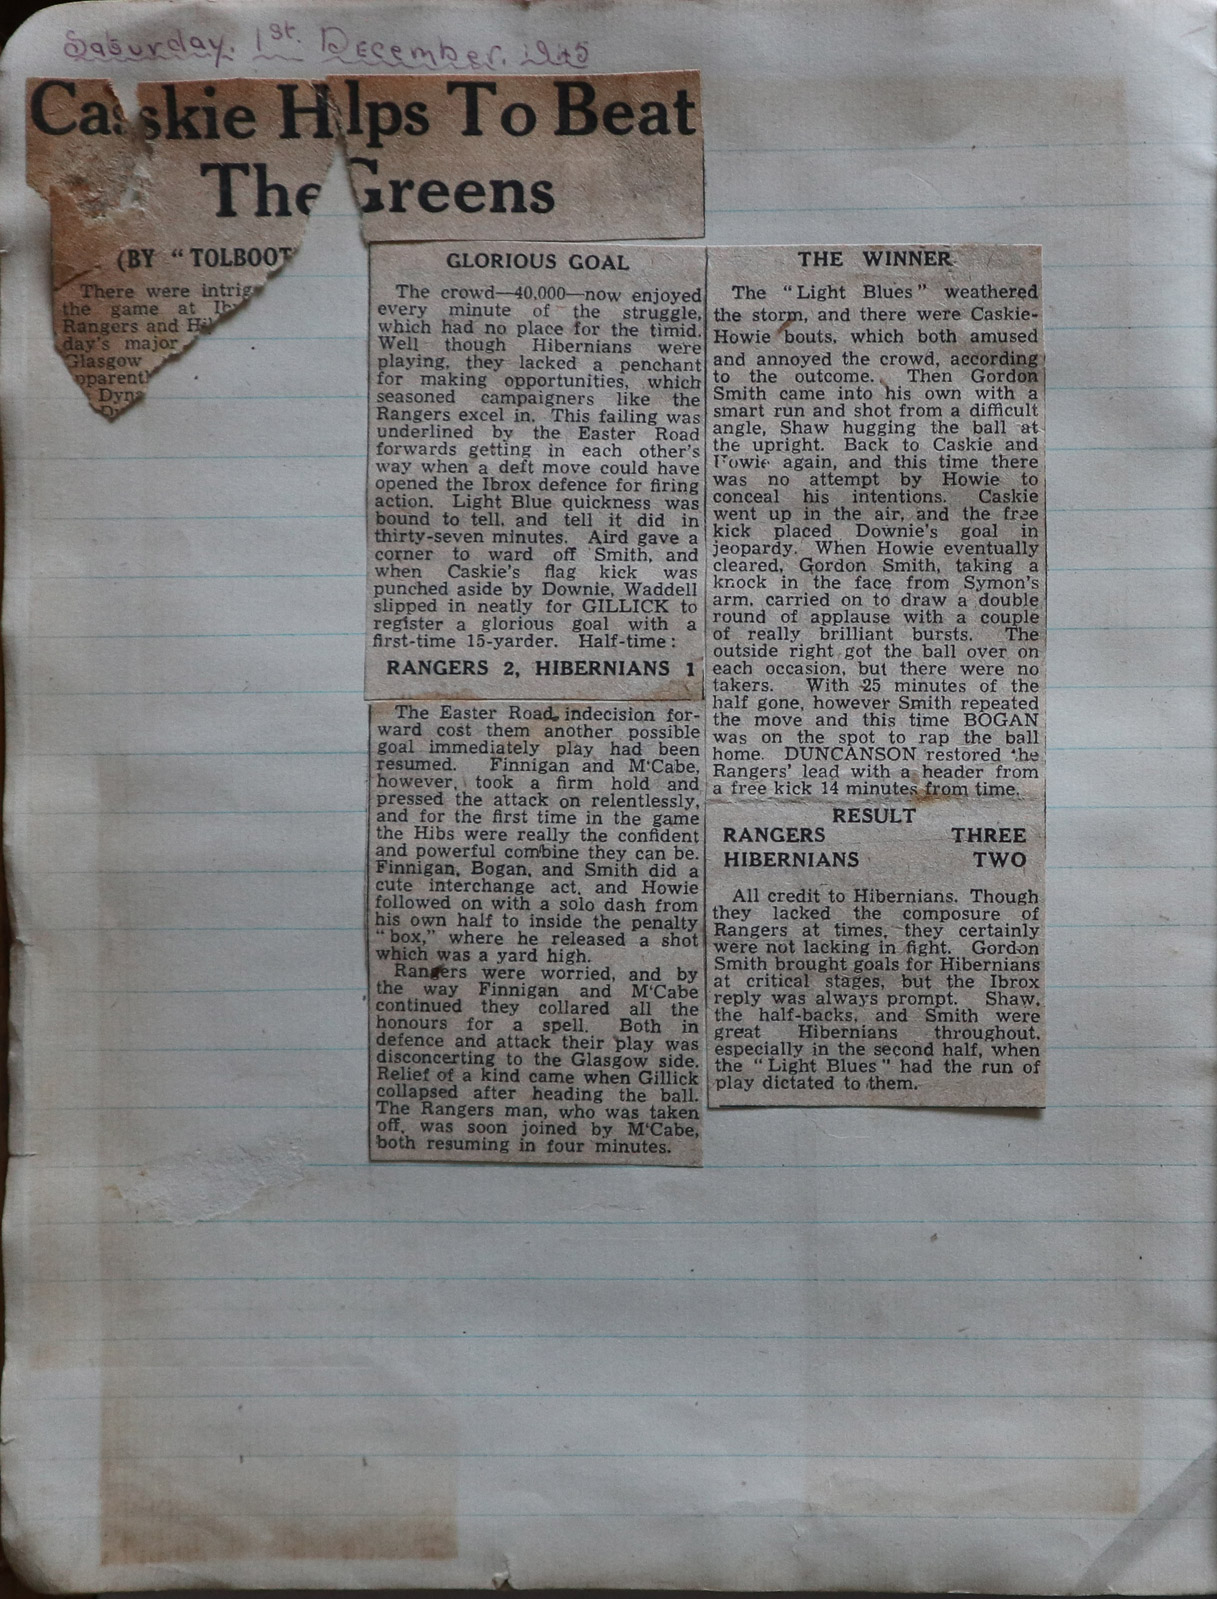 Saturday. 1st. December. 1945
Caskie H lps To Beat
The Greens
(BY "TOLBOOT
There were intrig
the game at Ib
Rangers and Hi
day's major
Glasgow
pparent
Dyna
GLORIOUS GOAL
The crowd—40,000—now enjoyed
every minute of the struggle,
which had no place for the timid.
Well though Hibernians were
playing, they lacked a penchant
for making opportunities, which
seasoned campaigners like the
Rangers excel in. This failing was
underlined by the Easter Road
forwards getting in each other's
way when a deft move could have
opened the Ibrox defence for firing
action. Light Blue quickness was
bound to tell, and tell it did in
thirty-seven minutes. Aird gave a
corner to ward off Smith, and
when Caskie's flag kick was
punched aside by Downie, Waddell
slipped in neatly for GILLICK to
register a glorious goal with a
first-time 15-yarder. Half-time:
RANGERS 2, HIBERNIANS 1
The Easter Road indecision for-
ward cost them another possible
goal immediately play had been
resumed. Finnigan and M'Cabe,
however, took a firm hold and
pressed the attack on relentlessly,
and for the first time in the game
the Hibs were really the confident
and powerful combine they can be.
Finnigan, Bogan, and Smith did a
cute interchange act, and Howie
followed on with a solo dash from
his own half to inside the penalty
"box," where he released a shot
which was a yard high.
Rangers were worried, and by
the way Finnigan and M'Cabe
continued they collared all the
honours for a spell. Both in
defence and attack their play was
disconcerting to the Glasgow side.
Relief of a kind came when Gillick
collapsed after heading the ball.
The Rangers man, who was taken
off, was soon joined by M'Cabe,
both resuming in four minutes.
THE WINNER
The "Light Blues" weathered
the storm, and there were Caskie-
Howie bouts, which both amused
and annoyed the crowd, according
to the outcome. Then Gordon
Smith came into his own with a
smart run and shot from a difficult
angle, Shaw hugging the ball at
the upright. Back to Caskie and
Howie again, and this time there
was no attempt by Howie to
conceal his intentions. Caskie
went up in the air, and the free
kick placed Downie's goal in
jeopardy. When Howie eventually
cleared, Gordon Smith, taking a
knock in the face from Symon's
arm, carried on to draw a double
round of applause with a couple
of really brilliant bursts. The
outside right got the ball over on
each occasion, but there were no
takers. With 25 minutes of the
half gone, however Smith repeated
the move and this time BOGAN
was on the spot to rap the ball
home. DUNCANSON restored the
Rangers' lead with a header from
a free kick 14 minutes from time.
RESULT
RANGERS THREE
HIBERNIANS TWO
All credit to Hibernians. Though
they lacked the composure of
Rangers at times, they certainly
were not lacking in fight. Gordon
Smith brought goals for Hibernians
at critical stages, but the Ibrox
reply was always prompt. Shaw,
the half-backs, and Smith were
great Hibernians throughout,
especially in the second half, when
the "Light Blues" had the run of
play dictated to them.